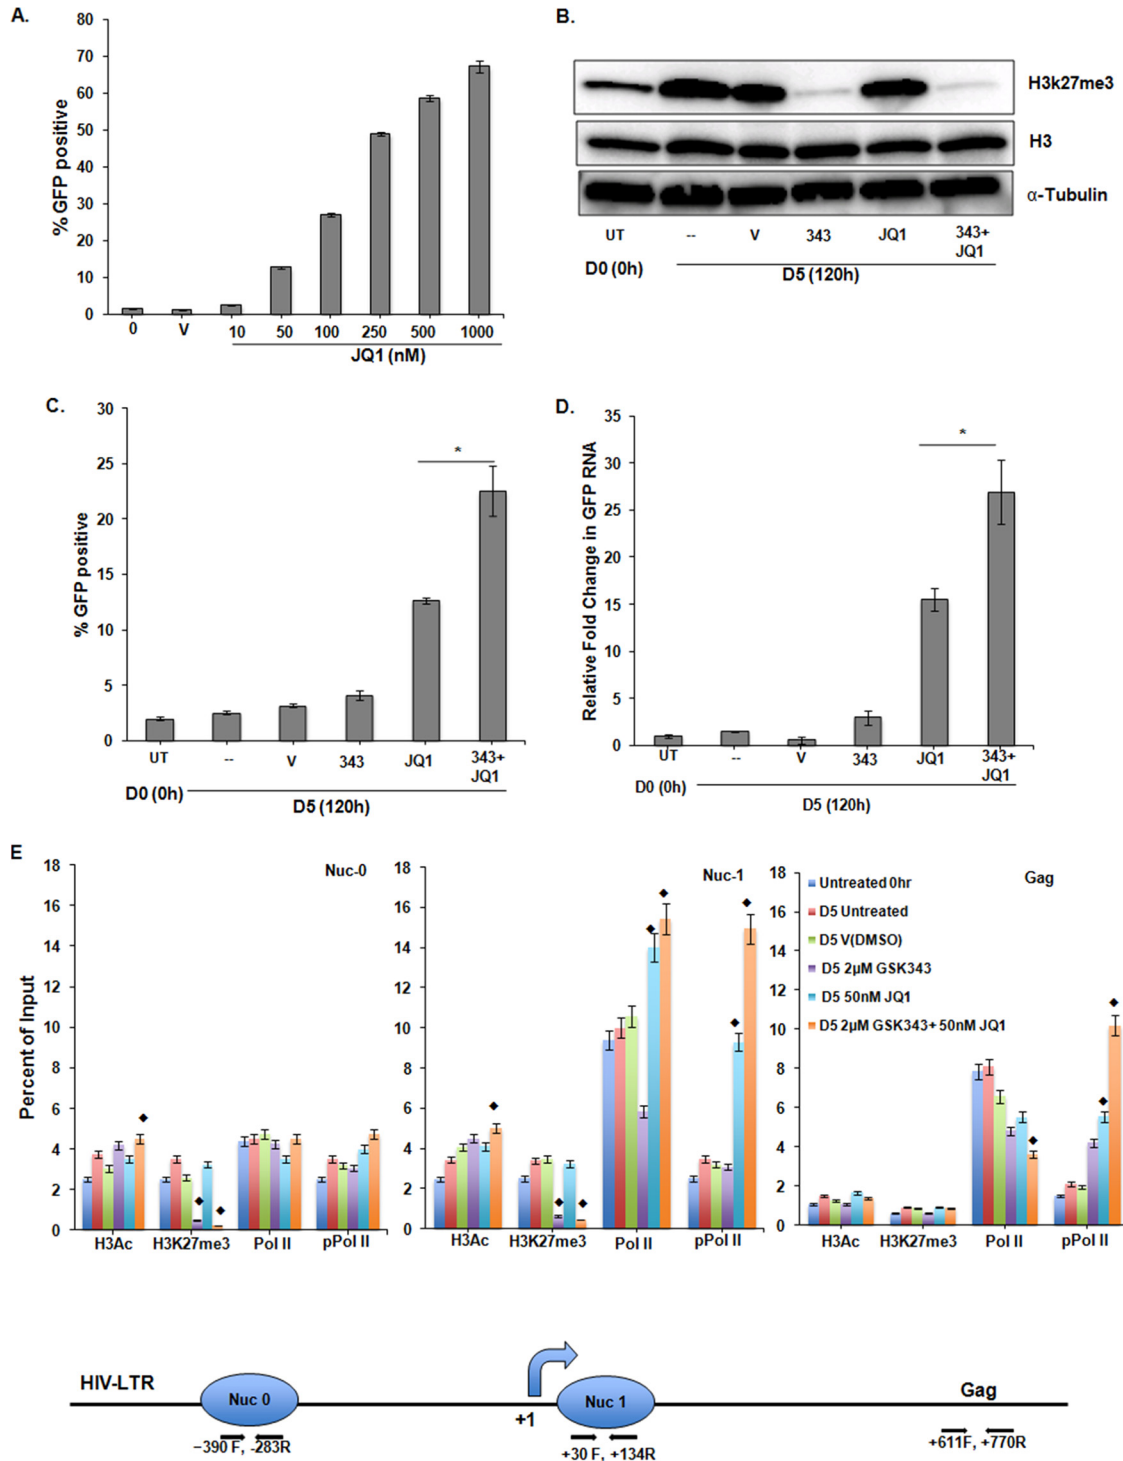 A.
80
70
60
50
40
30
20
10
0
% GFP positive
0 V 10 50 100 250 500 1000
JQ1 (nM)
B.
H3k27me3
H3
α-Tubulin
UT -- V 343 JQ1 343+
JQ1
D0 (0h)
D5 (120h)
C.
30
25
20
15
10
5
0
% GFP positive
*
UT -- V 343 JQ1 343+
JQ1
D0 (0h)
D5 (120h)
D.
35
30
25
20
15
10
5
0
Relative Fold Change in GFP RNA
*
UT -- V 343 JQ1 343+
JQ1
D0 (0h)
D5 (120h)
E
Percent of Input
18
16
14
12
10
8
6
4
2
0
Nuc-0
H3Ac H3K27me3 Pol II pPol II
18
16
14
12
10
8
6
4
2
0
Nuc-1
H3Ac H3K27me3 Pol II pPol II
18
16
14
12
10
8
6
4
2
0
Gag
Untreated 0hr
D5 Untreated
D5 V(DMSO)
D5 2µM GSK343
D5 50nM JQ1
D5 2µM GSK343+ 50nM JQ1
H3Ac H3K27me3 Pol II pPol II
HIV-LTR
Nuc 0
+1
Nuc 1
Gag
−390 F, -283R
+30 F, +134R
+611F, +770R